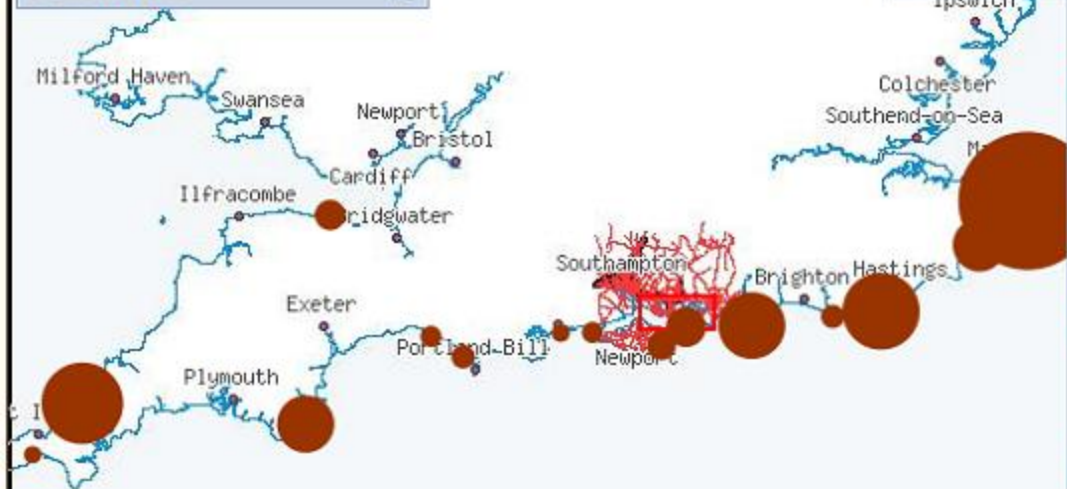 Ipswich
Milford Haven
Swansea
Colchester
Newport
Southend-on-Sea
Bristol
Cardiff
Ilfracombe
Bridgwater
Southampton
Brighton
Hastings
Exeter
Portland-Bill
Newport
Plymouth